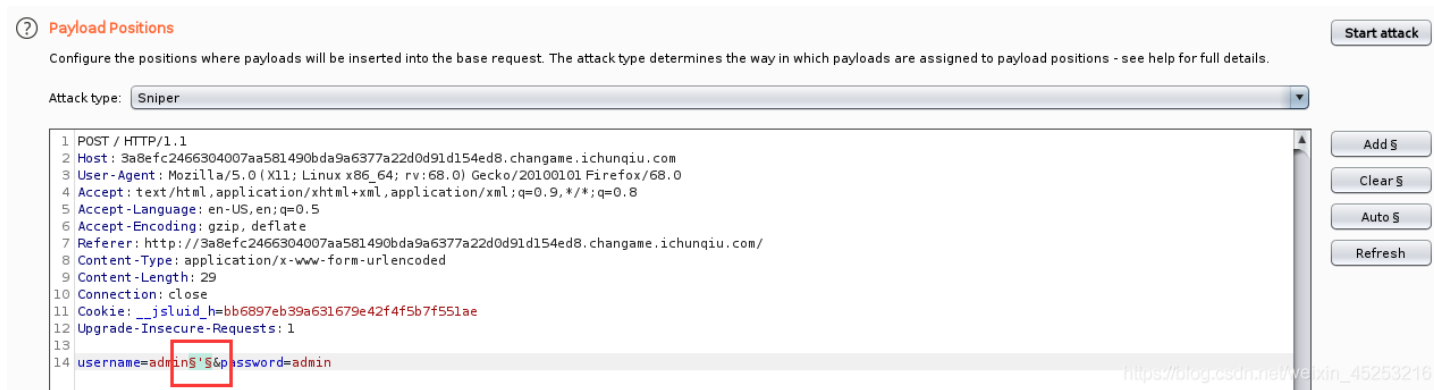 ? Payload Positions
Start attack
Configure the positions where payloads will be inserted into the base request. The attack type determines the way in which payloads are assigned to payload positions - see help for full details.
Attack type: Sniper
1 POST / HTTP/1.1
2 Host: 3a8efc2466304007aa581490bda9a6377a22d0d91d154ed8.changame.ichunqiu.com
3 User-Agent: Mozilla/5.0 (X11; Linux x86_64; rv:68.0) Gecko/20100101 Firefox/68.0
4 Accept: text/html,application/xhtml+xml,application/xml;q=0.9,*/*;q=0.8
5 Accept-Language: en-US,en;q=0.5
6 Accept-Encoding: gzip, deflate
7 Referer: http://3a8efc2466304007aa581490bda9a6377a22d0d91d154ed8.changame.ichunqiu.com/
8 Content-Type: application/x-www-form-urlencoded
9 Content-Length: 29
10 Connection: close
11 Cookie: __jsluid_h=bb6897eb39a631679e42f4f5b7f551ae
12 Upgrade-Insecure-Requests: 1
13
14 username=admin§'§&password=admin
Add §
Clear §
Auto §
Refresh
https://blog.csdn.net/weixin_45253216